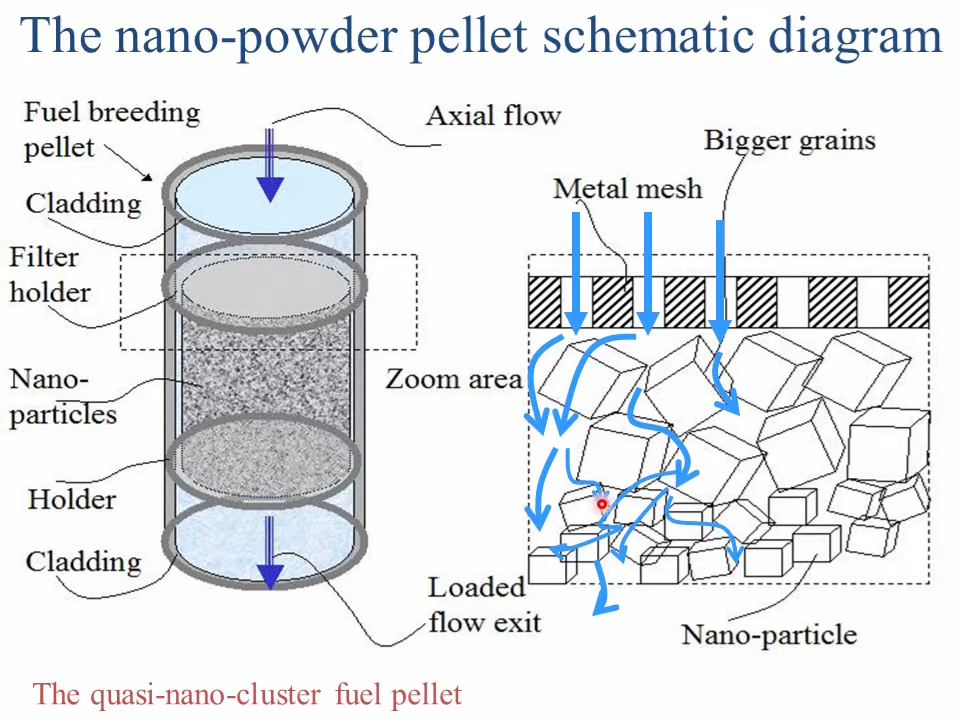 The nano-powder pellet schematic diagram
Fuel breeding
pellet
Axial flow
Bigger grains
Cladding
Metal mesh
Filter
holder
Nano-
particles
Zoom area
Holder
Cladding
Loaded
flow exit
Nano-particle
The quasi-nano-cluster fuel pellet